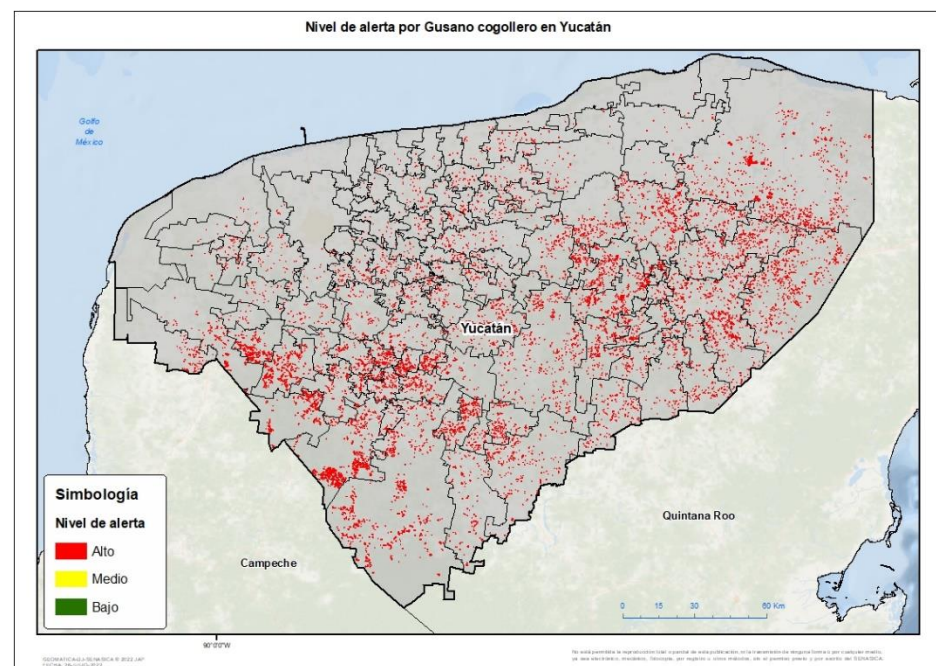 Nivel de alerta por Gusano cogollero en Yucatán
Golfo
de
México
Yucatán
Simbología
Nivel de alerta
Alto
Medio
Bajo
Campeche
Quintana Roo
0 15 30 60 Km
90°0'0"W